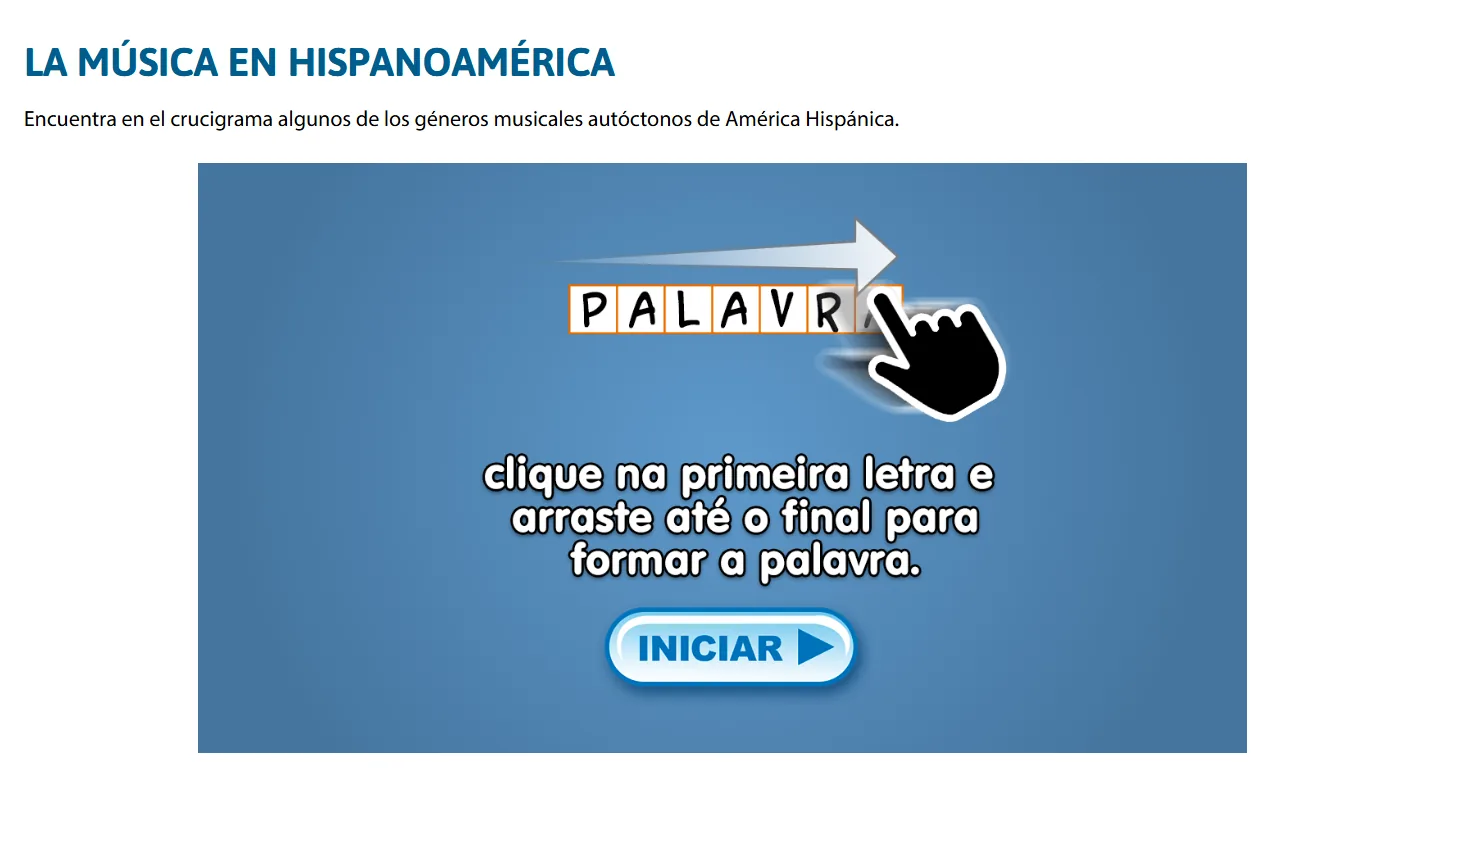 LA MÚSICA EN HISPANOAMÉRICA
Encuentra en el crucigrama algunos de los géneros musicales autóctonos de América Hispánica.
PALAVRA
clique na primeira letra e
arraste até o final para
formar a palavra.
INICIAR